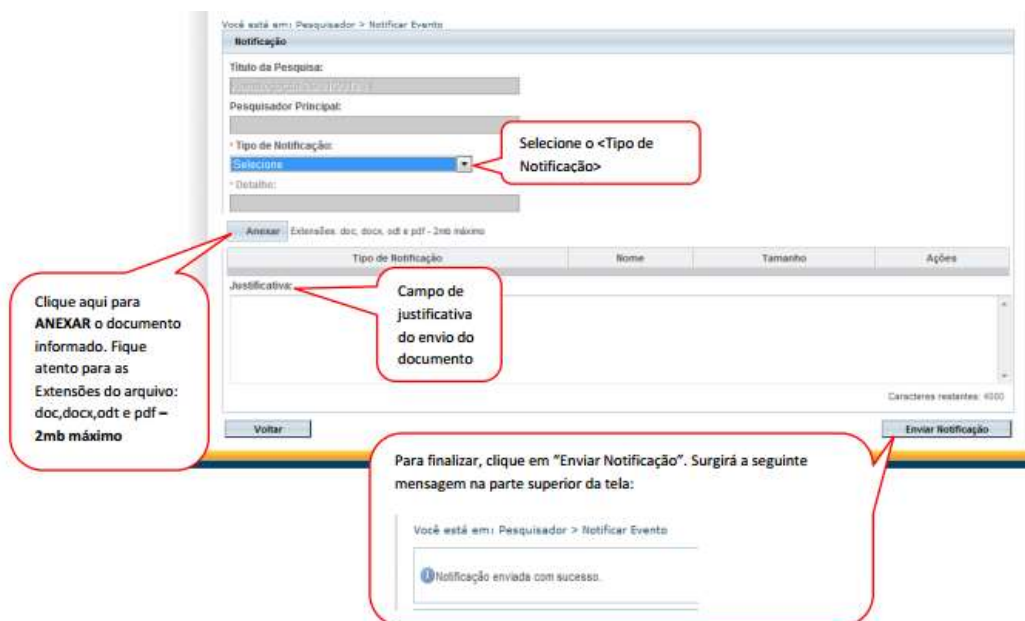 Você está em: Pesquisador > Notificar Evento
Notificação
Título da Pesquisa:
Pesquisador Principal:
* Tipo de Notificação:
Selecione
Selecione o <Tipo de
Notificação>
* Detalhe:
Anexar Extensões: doc, docx, odt e pdf - 2mb máximo
Tipo de Notificação Nome Tamanho Ações
Justificativa:
Clique aqui para
ANEXAR o documento
informado. Fique
atento para as
Extensões do arquivo:
doc,docx,odt e pdf –
2mb máximo
Campo de
justificativa
do envio do
documento
Caracteres restantes: 4000
Voltar Enviar Notificação
Para finalizar, clique em "Enviar Notificação". Surgirá a seguinte
mensagem na parte superior da tela:
Você está em: Pesquisador > Notificar Evento
Notificação enviada com sucesso.